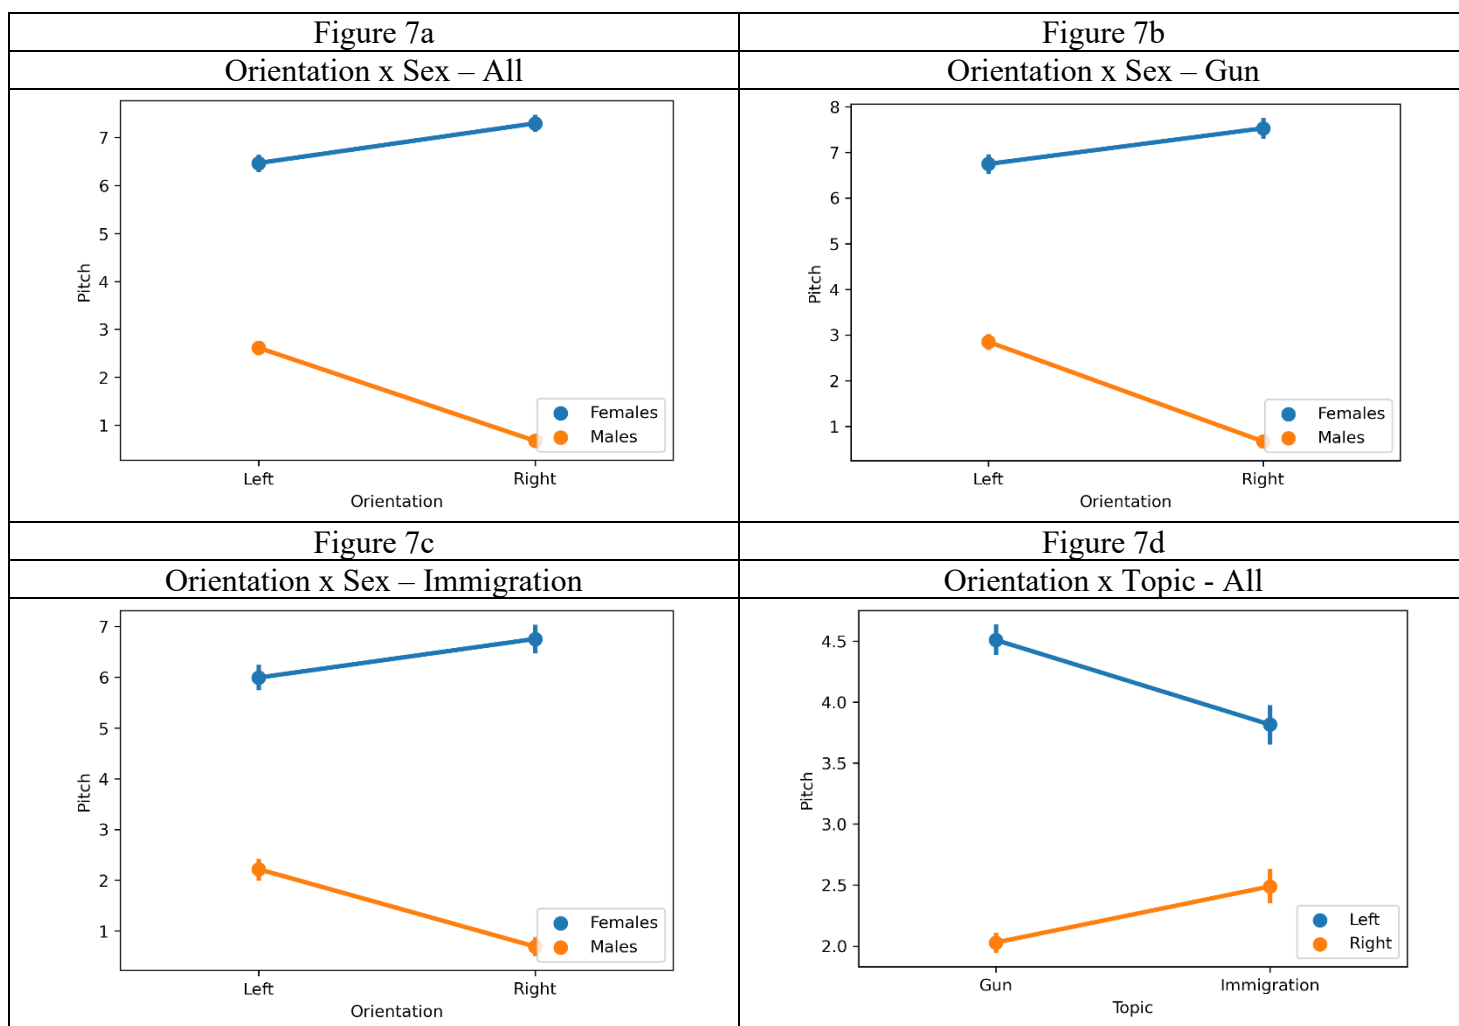 Figure 7a
Figure 7b
Orientation x Sex – All
Orientation x Sex – Gun
7
6
5
4
3
2
1
Pitch
Left
Right
Orientation
Females
Males
8
7
6
5
4
3
2
1
Pitch
Left
Right
Orientation
Females
Males
Figure 7c
Figure 7d
Orientation x Sex – Immigration
Orientation x Topic - All
7
6
5
4
3
2
1
Pitch
Left
Right
Orientation
Females
Males
4.5
4.0
3.5
3.0
2.5
2.0
Pitch
Gun
Immigration
Topic
Left
Right